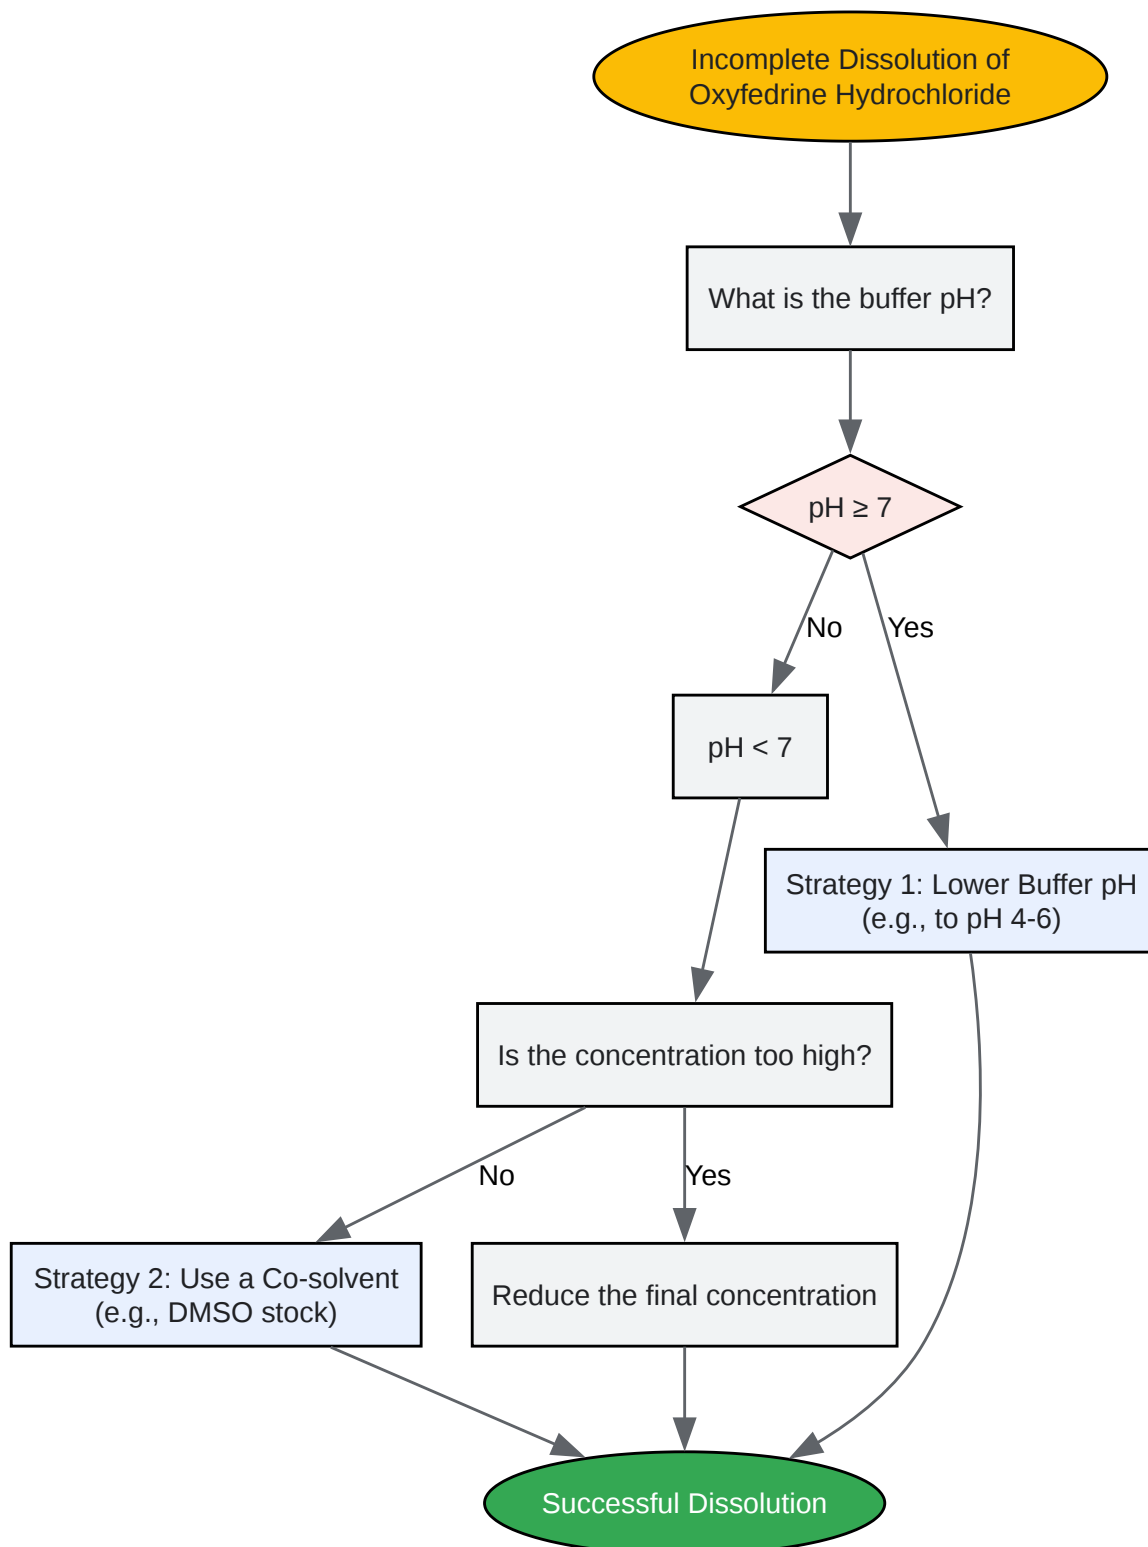 Incomplete Dissolution of
Oxyfedrine Hydrochloride
What is the buffer pH?
pH ≥ 7
No
Yes
pH < 7
Strategy 1: Lower Buffer pH
(e.g., to pH 4-6)
Is the concentration too high?
No
Yes
Strategy 2: Use a Co-solvent
(e.g., DMSO stock)
Reduce the final concentration
Successful Dissolution